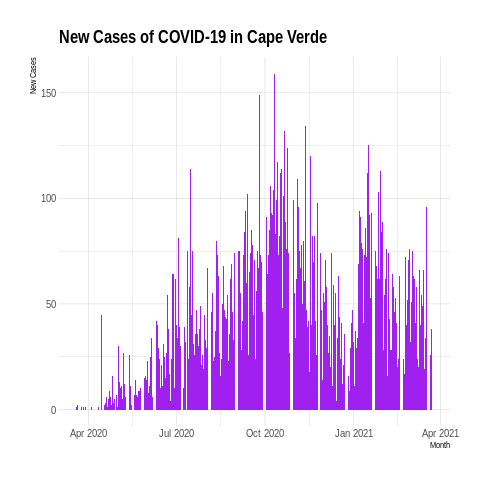 New Cases of COVID-19 in Cape Verde
New Cases
150
100
50
0
Apr 2020 Jul 2020 Oct 2020 Jan 2021 Apr 2021
Month